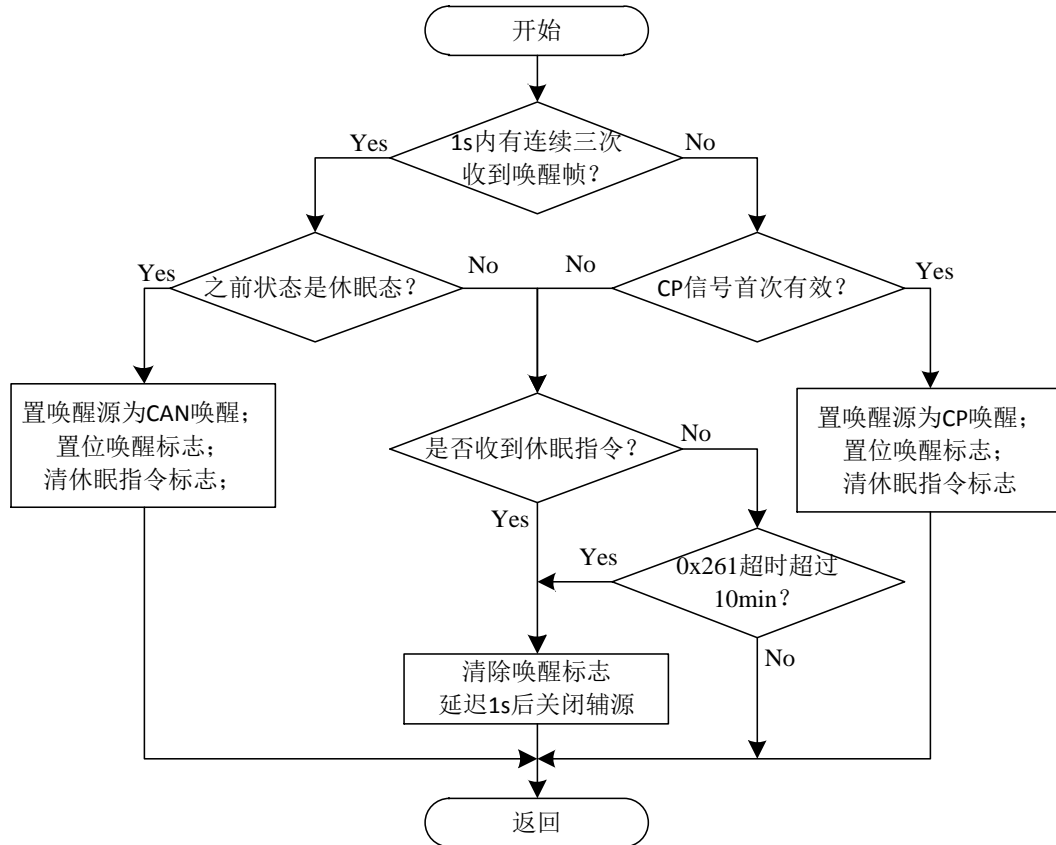 开始
1s内有连续三次
收到唤醒帧？
Yes
No
之前状态是休眠态？
Yes
No
CP信号首次有效？
No
Yes
置唤醒源为CAN唤醒；
置位唤醒标志；
清休眠指令标志；
置唤醒源为CP唤醒；
置位唤醒标志；
清休眠指令标志
是否收到休眠指令？
No
Yes
0x261超时超过
10min？
Yes
No
清除唤醒标志
延迟1s后关闭辅源
返回